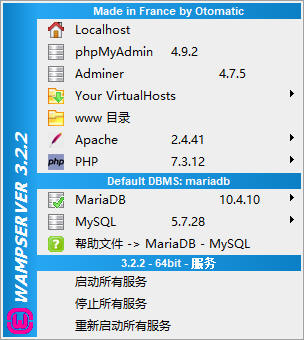 Made in France by Otomatic
Localhost
phpMyAdmin 4.9.2
Adminer 4.7.5
Your VirtualHosts
www 目录
Apache 2.4.41
php PHP 7.3.12
Default DBMS: mariadb
MariaDB 10.4.10
MySQL 5.7.28
帮助文件 -> MariaDB - MySQL
3.2.2 - 64bit - 服务
启动所有服务
停止所有服务
重新启动所有服务
WAMPSERVER 3.2.2